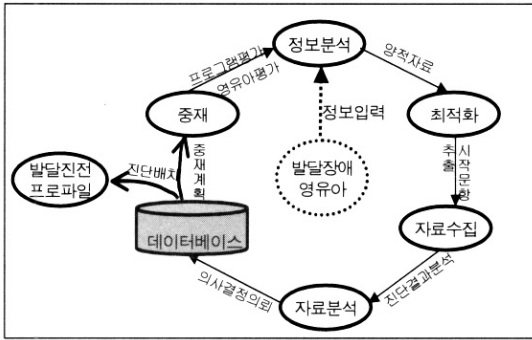 정보분석
양적자료
최적화
시작문항
추출
자료수집
진단결과분석
자료분석
의사결정의뢰
데이터베이스
진단배치
발달진전
프로파일
중재계획
중재
프로그램평가
영유아평가
정보입력
발달장애
영유아